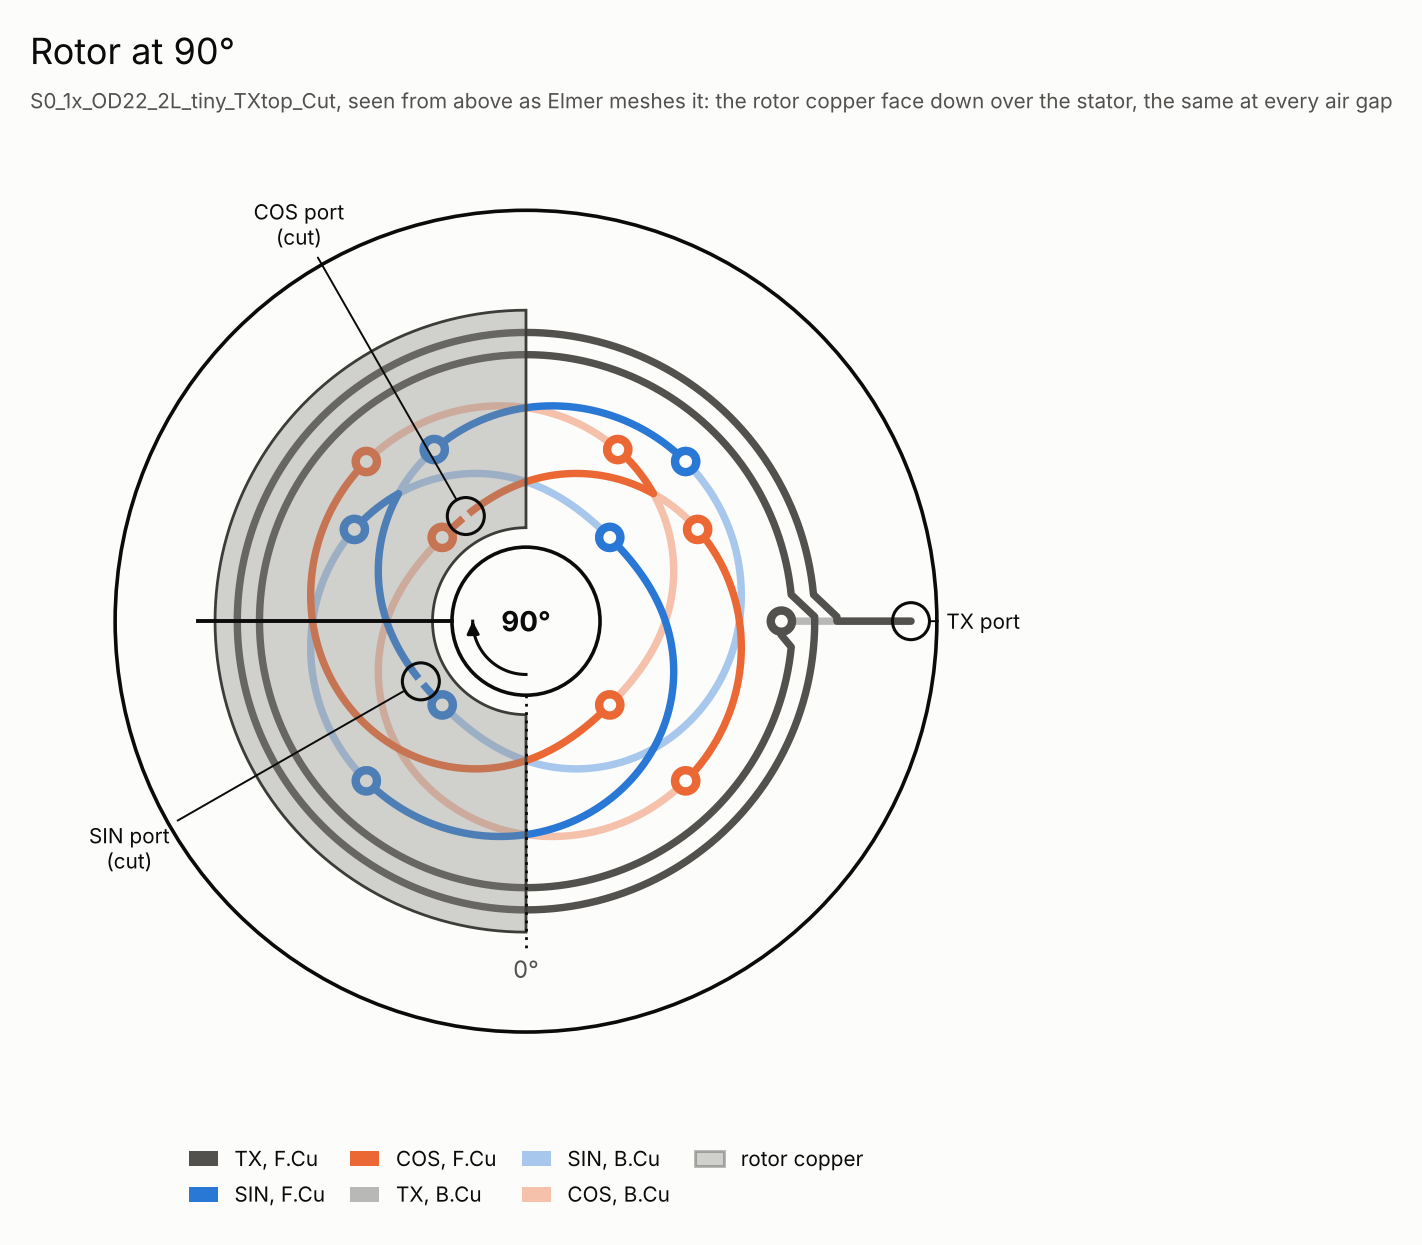 Rotor at 90°
S0_1x_OD22_2L_tiny_TXtop_Cut, seen from above as Elmer meshes it: the rotor copper face down over the stator, the same at every air gap
COS port
(cut)
90°
TX port
SIN port
(cut)
0°
TX, F.Cu
COS, F.Cu
SIN, B.Cu
rotor copper
SIN, F.Cu
TX, B.Cu
COS, B.Cu